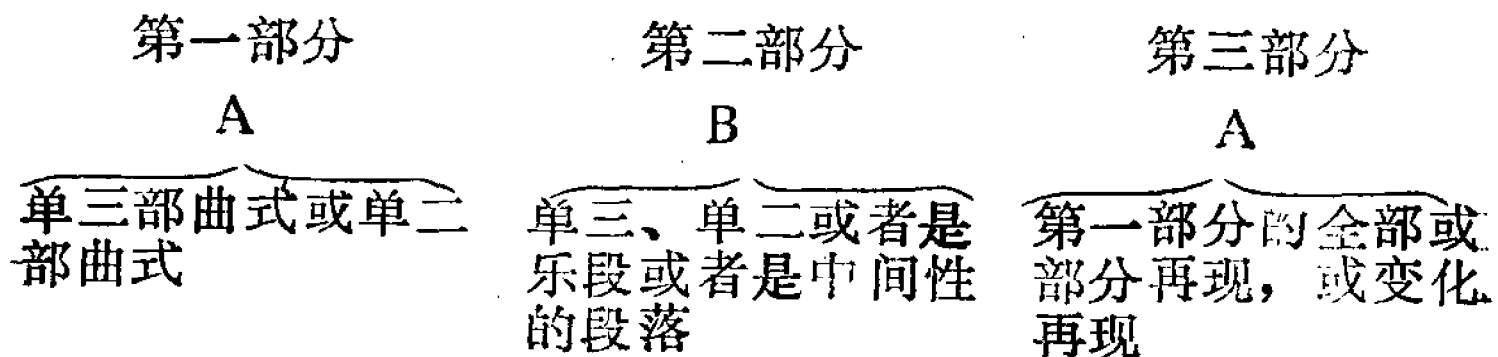 第一部分
第二部分
第三部分
A
B
A
单三部曲式或单二
部曲式
单三、单二或者是
乐段或者是中间性
的段落
第一部分的全部或
部分再现，或变化
再现